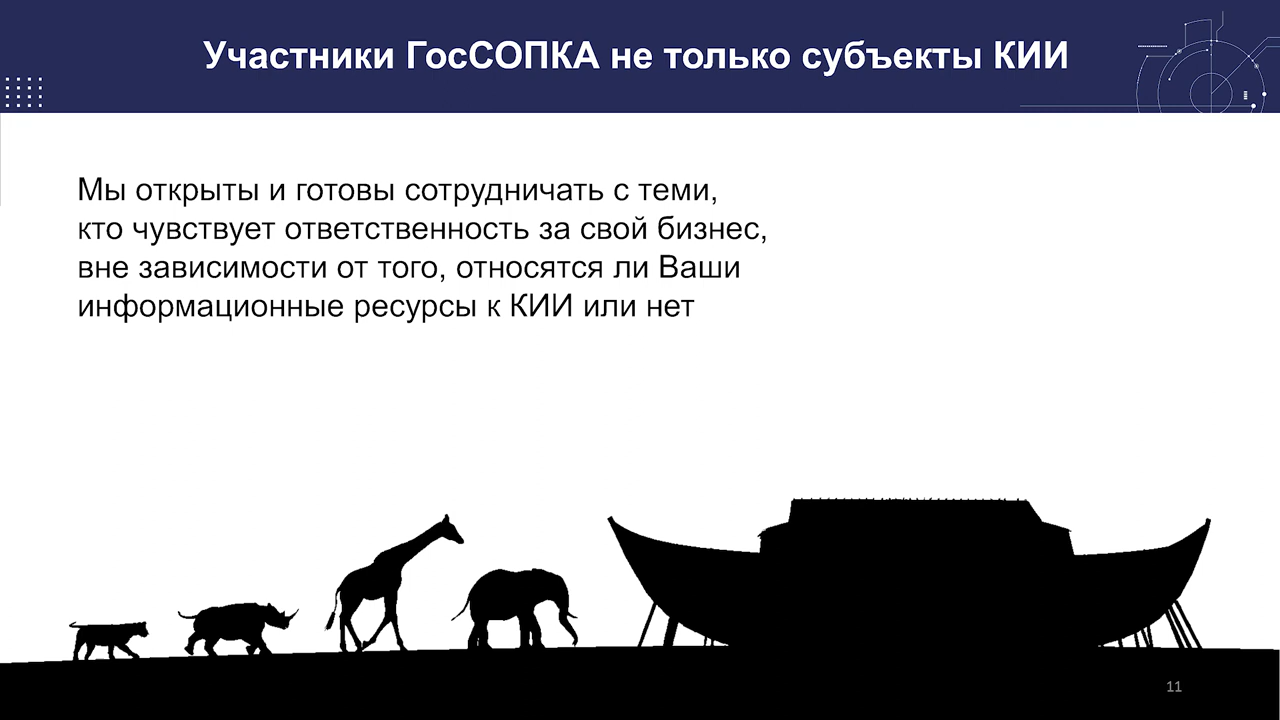 Участники ГосСОПКА не только субъекты КИИ
Мы открыты и готовы сотрудничать с теми,
кто чувствует ответственность за свой бизнес,
вне зависимости от того, относятся ли Ваши
информационные ресурсы к КИИ или нет
11